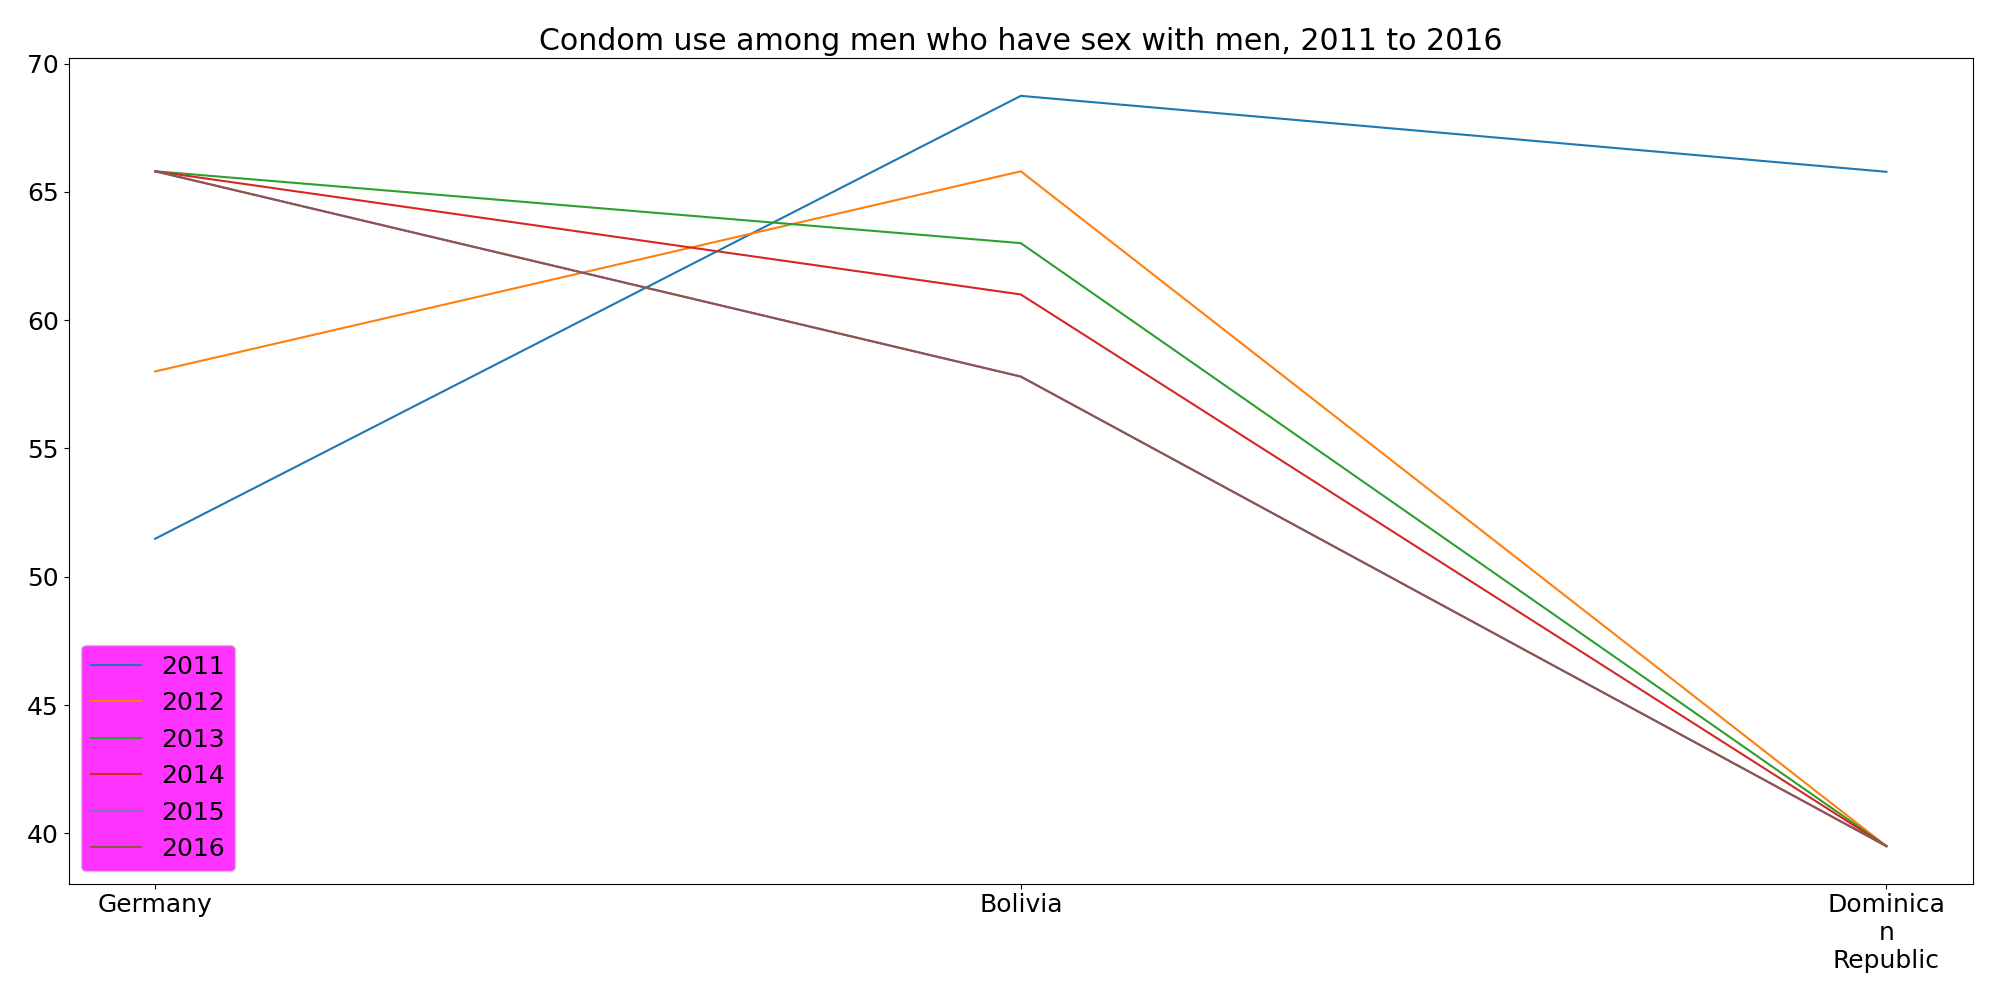 Condom use among men who have sex with men, 2011 to 2016
70
65
60
55
50
45
40
2011
2012
2013
2014
2015
2016
Germany
Bolivia
Dominica
n
Republic